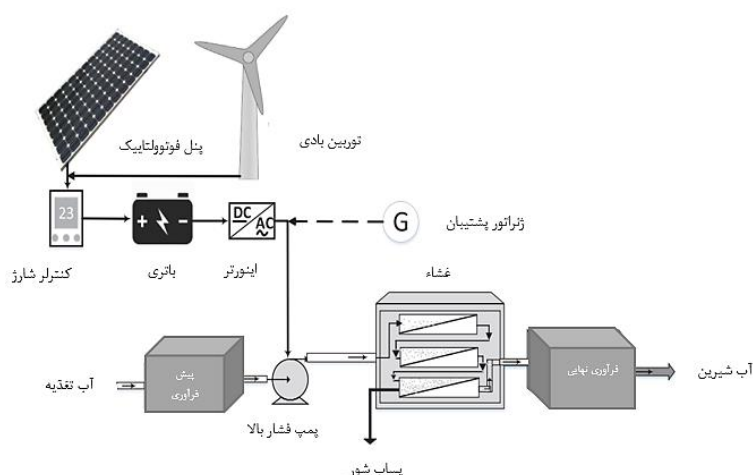 پنل فوتوولتاییک
توربین بادی
23
DC
AC
G
ژنراتور پشتیبان
کنترلر شارژ
باتری
اینورتر
غشاء
آب تغذیه
پیش
فرآوری
پمپ فشار بالا
فرآوری نهایی
آب شیرین
پساب شور